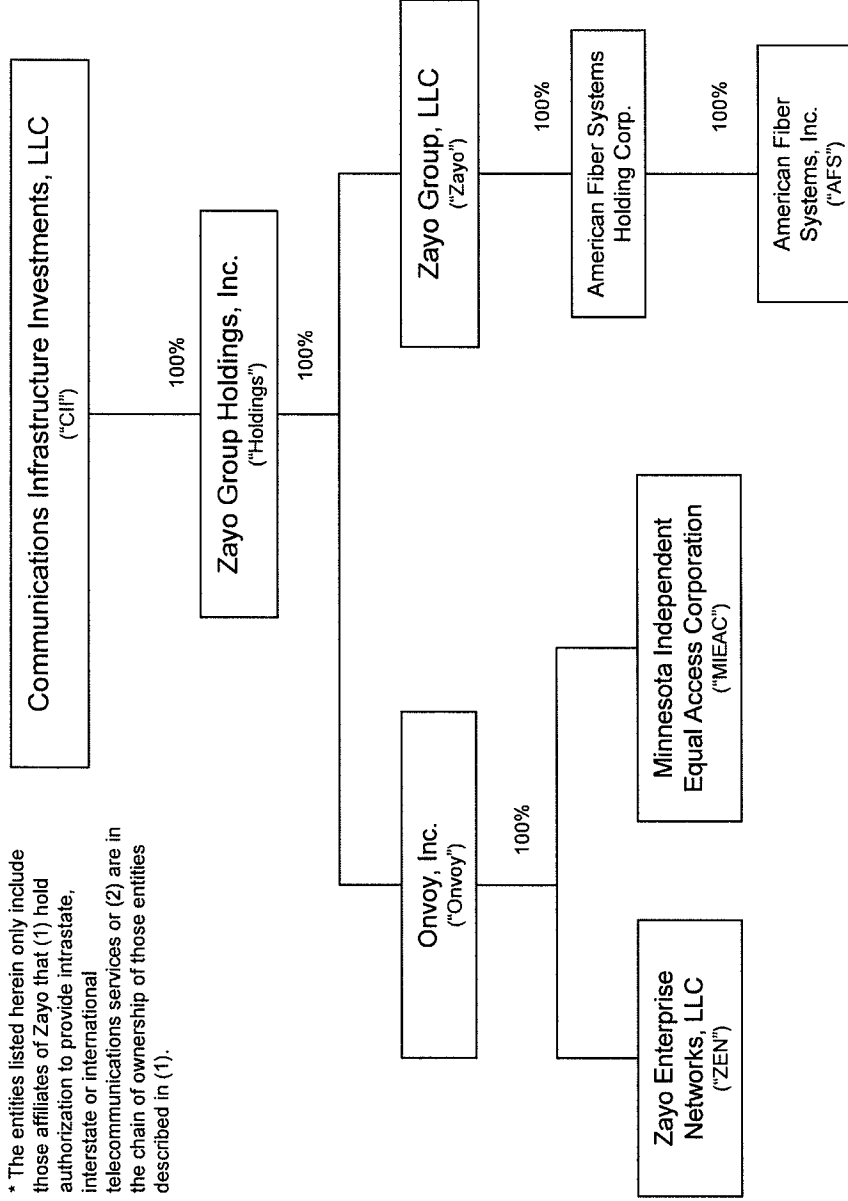 Communications Infrastructure Investments, LLC
("CII")
100%
Zayo Group Holdings, Inc.
("Holdings")
100%
Onvoy, Inc.
("Onvoy")
100%
Zayo Enterprise
Networks, LLC
("ZEN")
Minnesota Independent
Equal Access Corporation
("MIEAC")
Zayo Group, LLC
("Zayo")
100%
American Fiber Systems
Holding Corp.
100%
American Fiber
Systems, Inc.
("AFS")
* The entities listed herein only include
those affiliates of Zayo that (1) hold
authorization to provide intrastate,
interstate or international
telecommunications services or (2) are in
the chain of ownership of those entities
described in (1).